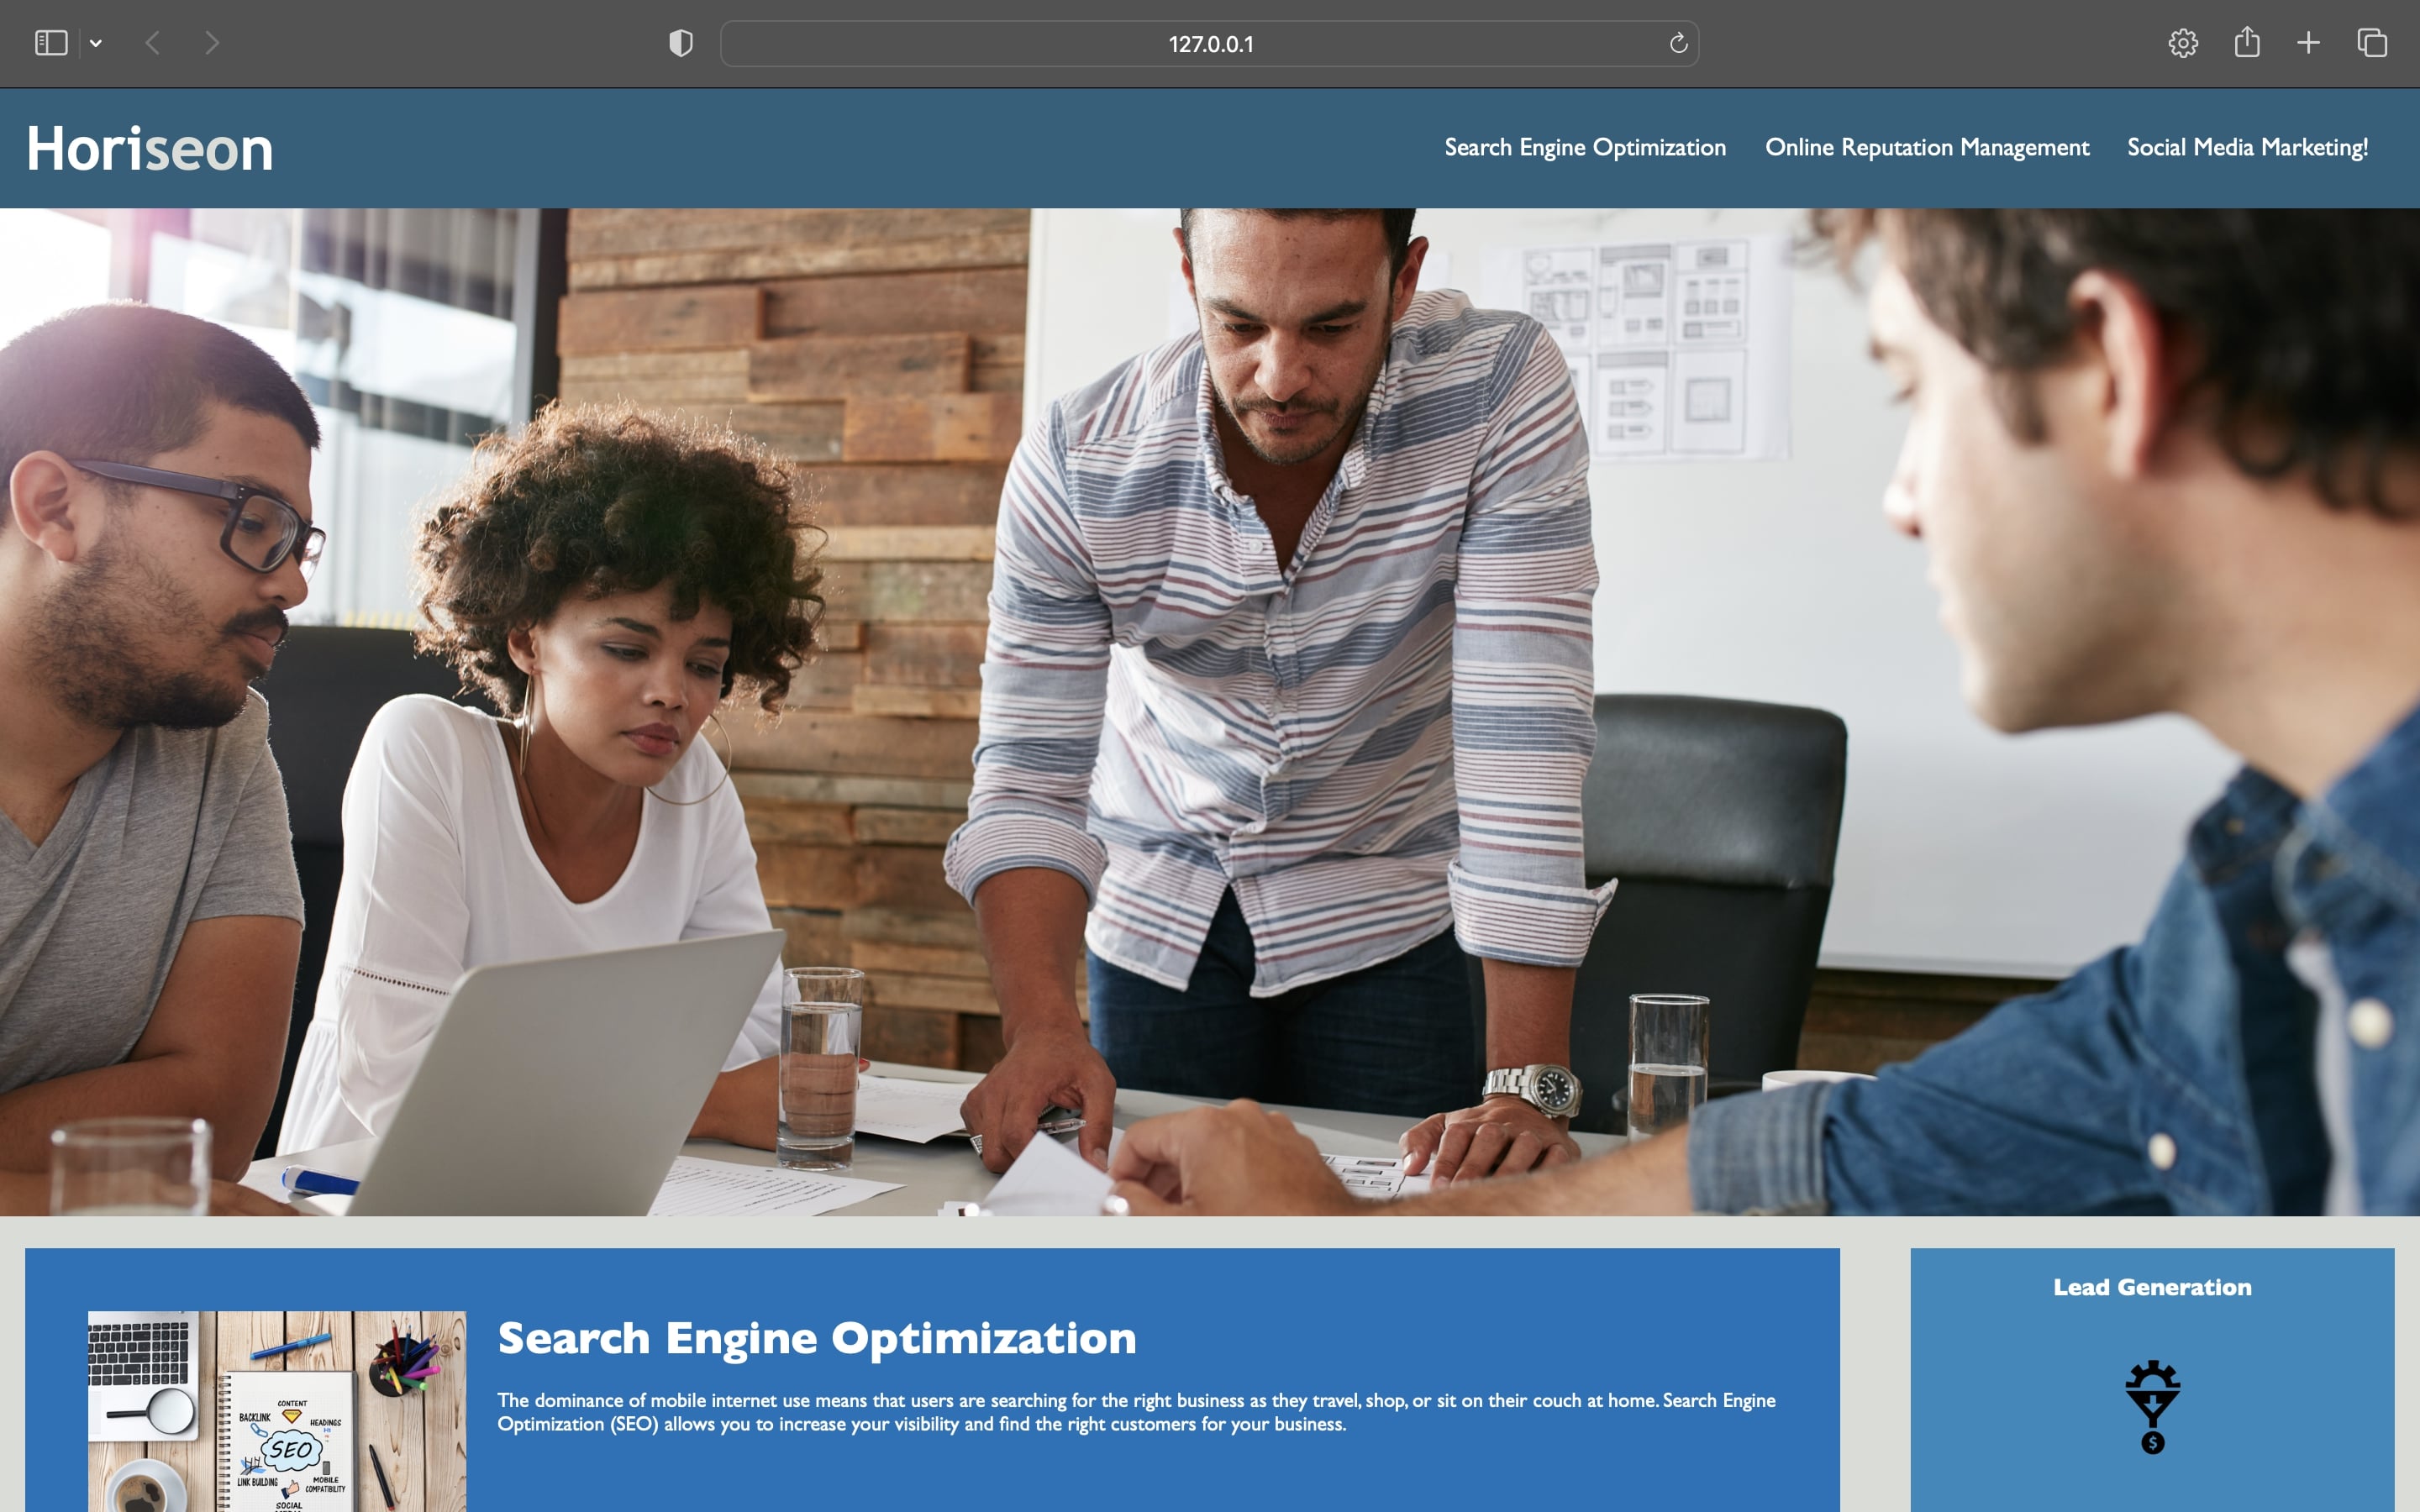 127.0.0.1
Horiseon
Search Engine Optimization Online Reputation Management Social Media Marketing!
Search Engine Optimization
The dominance of mobile internet use means that users are searching for the right business as they travel, shop, or sit on their couch at home. Search Engine
Optimization (SEO) allows you to increase your visibility and find the right customers for your business.
CONTENT
BACKLINK
HEADINGS
SEO
LINK BUILDING
MOBILE
COMPATIBILITY
SOCIAL
Lead Generation
$